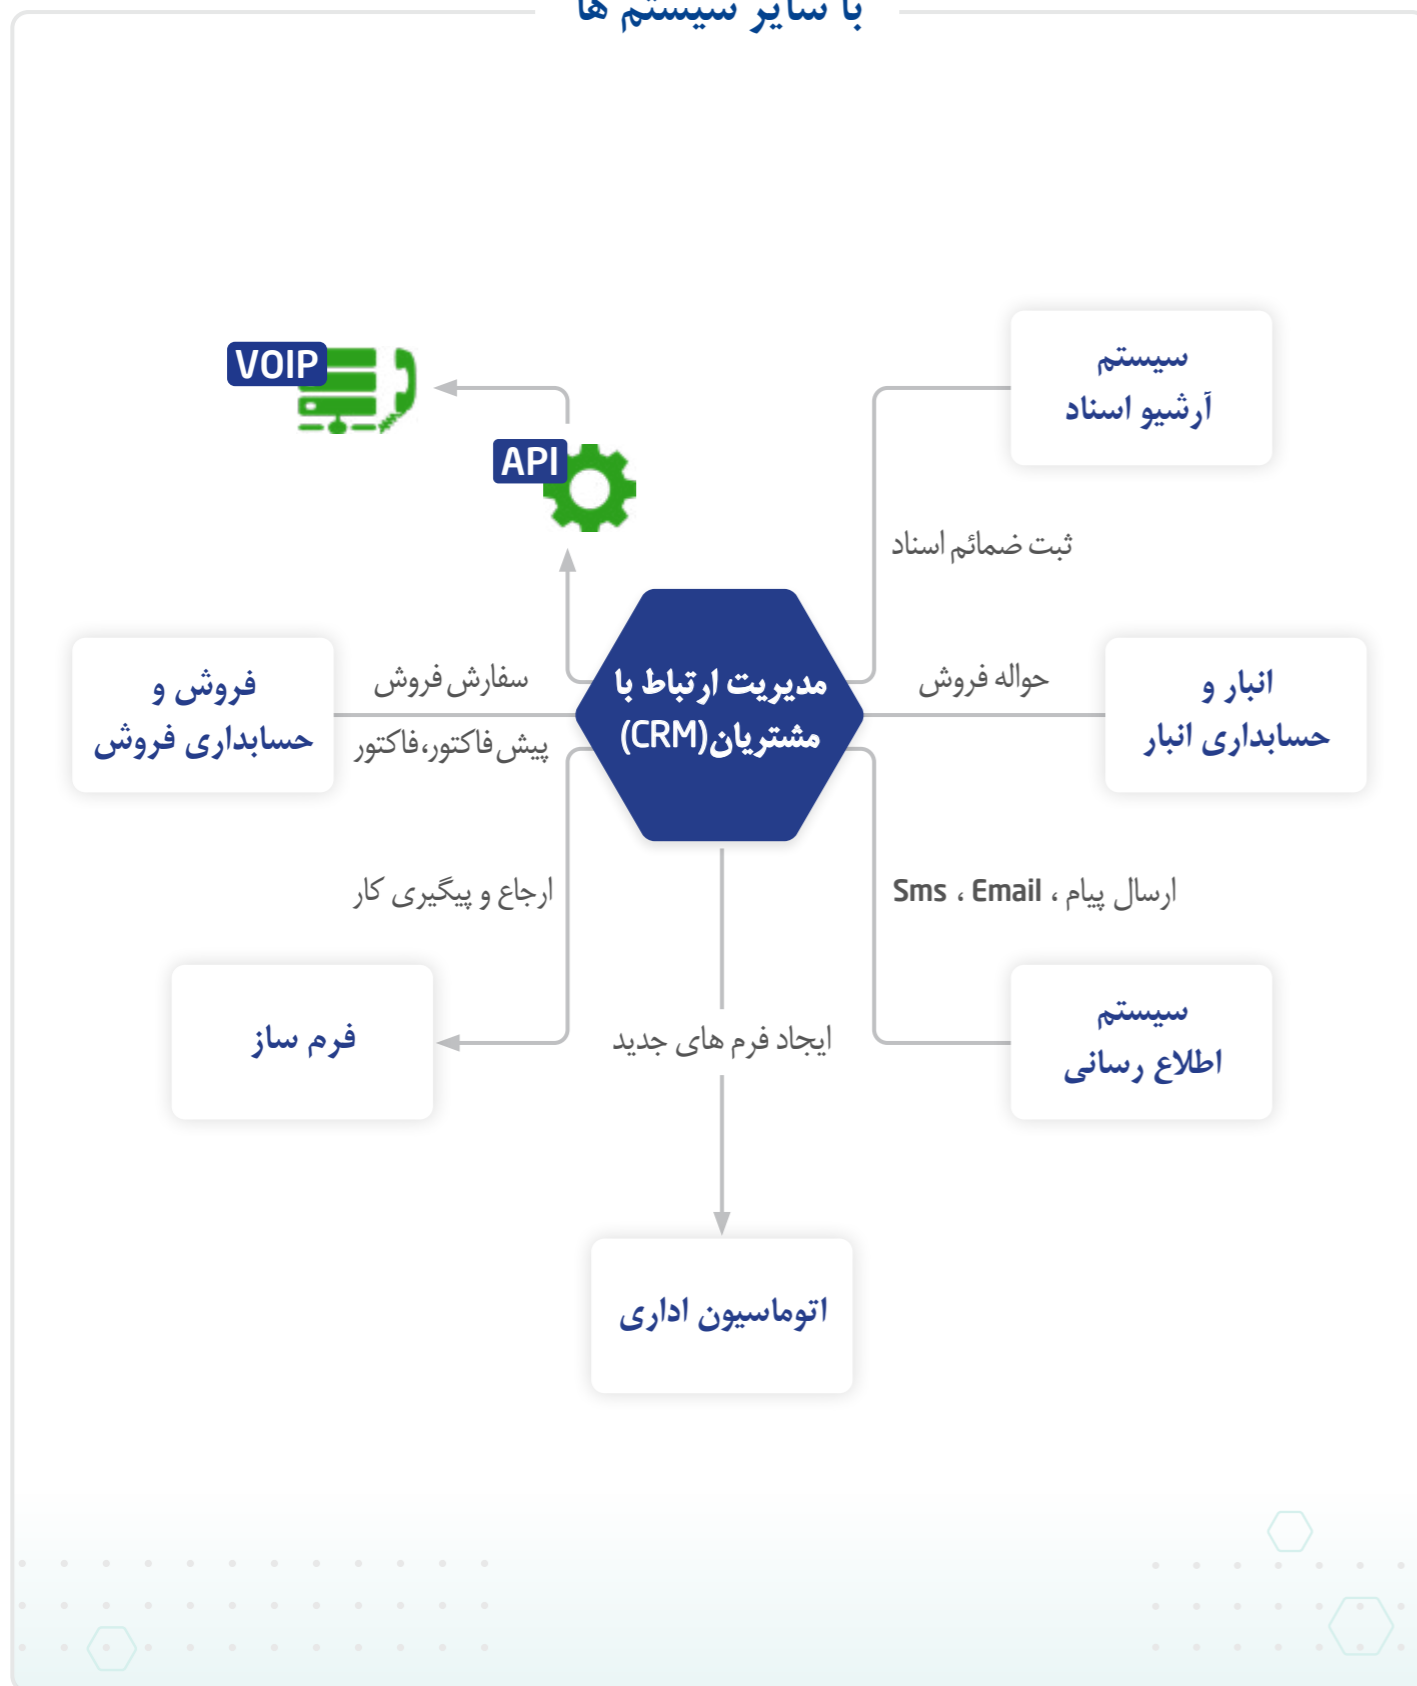 با سایر سیستم ها
سیستم
آرشیو اسناد
VOIP
API
ثبت ضمائم اسناد
انبار و
حسابداری انبار
حواله فروش
مدیریت ارتباط با
مشتریان(CRM)
سفارش فروش
پیش فاکتور،فاکتور
فروش و
حسابداری فروش
ارسال پیام ، Sms ، Email
ارجاع و پیگیری کار
سیستم
اطلاع رسانی
ایجاد فرم های جدید
فرم ساز
اتوماسیون اداری